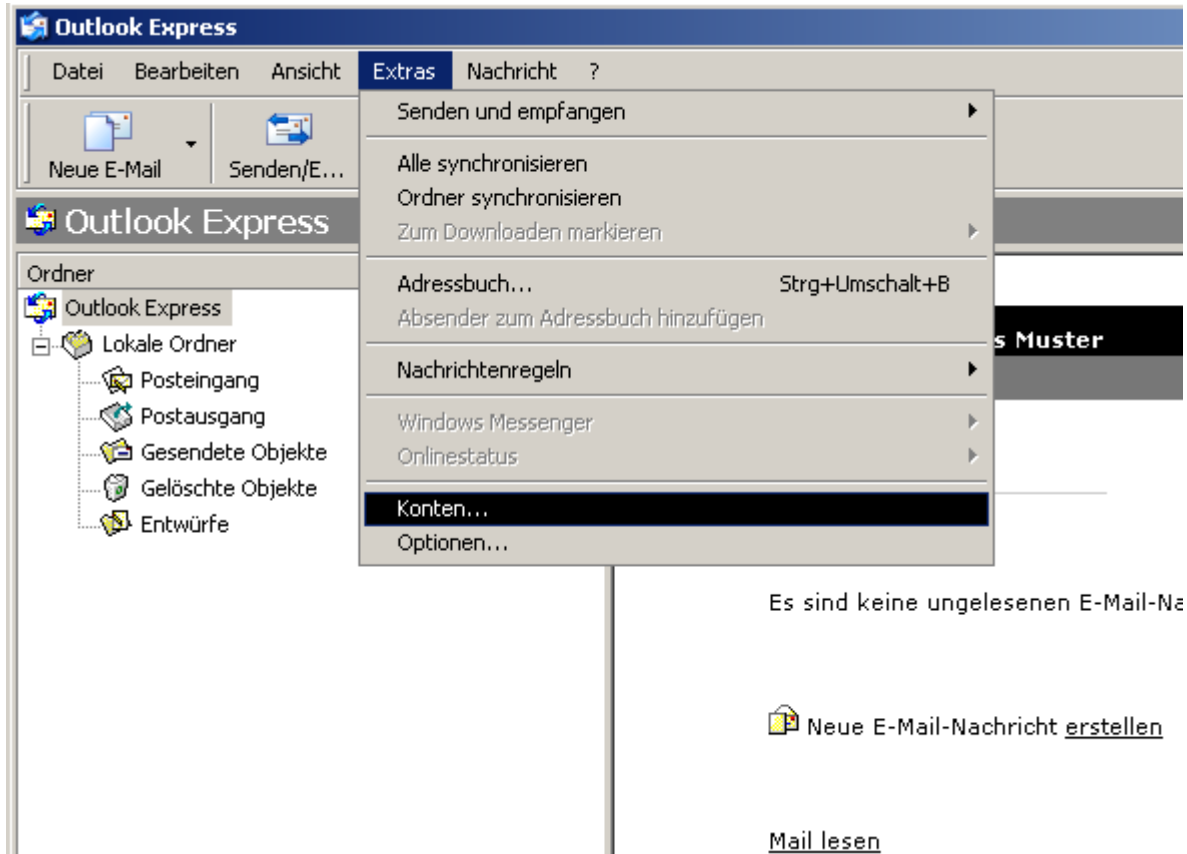 Outlook Express
Datei Bearbeiten Ansicht Extras Nachricht ?
Neue E-Mail Senden/E...
Outlook Express
Ordner
Outlook Express
Lokale Ordner
Posteingang
Postausgang
Gesendete Objekte
Gelöschte Objekte
Entwürfe
Senden und empfangen
Alle synchronisieren
Ordner synchronisieren
Zum Downloaden markieren
Adressbuch... Strg+Umschalt+B
Absender zum Adressbuch hinzufügen
Nachrichtenregeln
Windows Messenger
Onlinestatus
Konten...
Optionen...
s Muster
Es sind keine ungelesenen E-Mail-Na
Neue E-Mail-Nachricht erstellen
Mail lesen